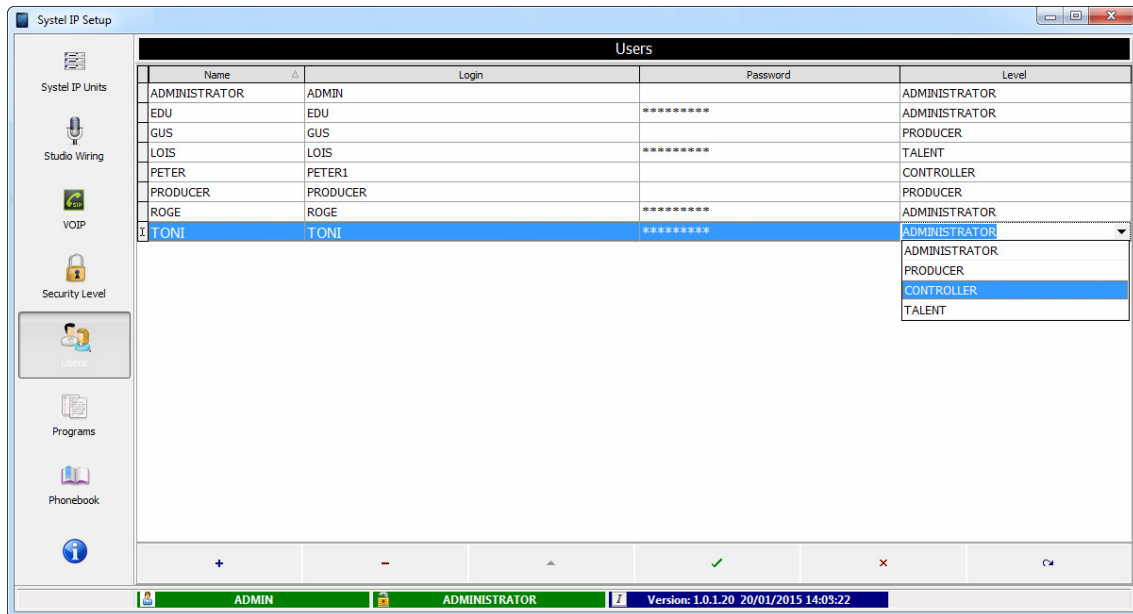 Systel IP Setup
Users
Systel IP Units
Studio Wiring
SIP
VOIP
Security Level
Users
Programs
Phonebook
Name Login Password Level
ADMINISTRATOR ADMIN ADMINISTRATOR
EDU EDU ********* ADMINISTRATOR
GUS GUS PRODUCER
LOIS LOIS ********* TALENT
PETER PETER1 CONTROLLER
PRODUCER PRODUCER PRODUCER
ROGE ROGE ********* ADMINISTRATOR
TONI TONI ********* ADMINISTRATOR
ADMINISTRATOR
PRODUCER
CONTROLLER
TALENT
ADMIN ADMINISTRATOR I Version: 1.0.1.20 20/01/2015 14:03:22